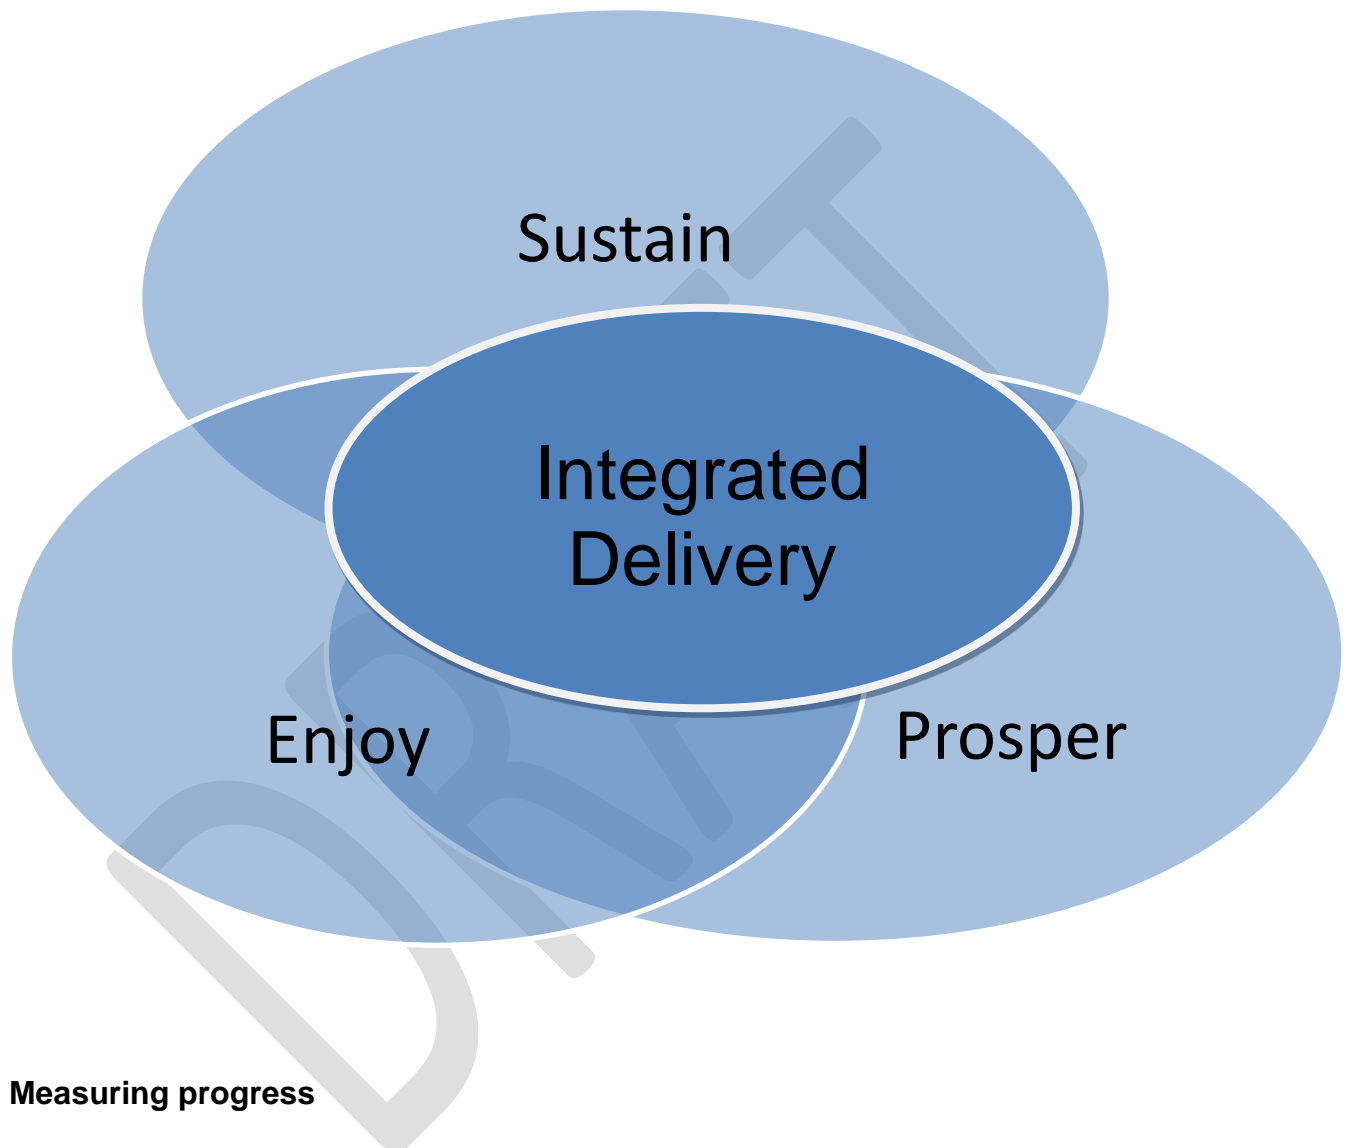 Sustain
Integrated
Delivery
Enjoy
Prosper
DRAFT
Measuring progress